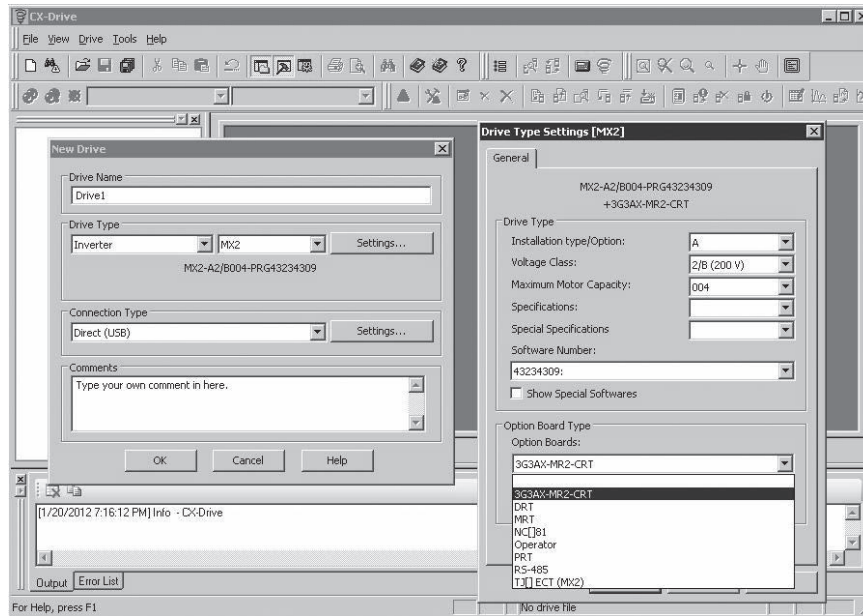 CX-Drive
File View Drive Tools Help
New Drive
Drive Name
Drive1
Drive Type
Inverter MX2 Settings...
MX2-A2/B004-PRG43234309
Connection Type
Direct (USB) Settings...
Comments
Type your own comment in here.
OK Cancel Help
Drive Type Settings [MX2]
General
MX2-A2/B004-PRG43234309
+3G3AX-MR2-CRT
Drive Type
Installation type/Option: A
Voltage Class: 2/B (200 V)
Maximum Motor Capacity: 004
Specifications:
Special Specifications
Software Number:
43234309:
Show Special Softwares
Option Board Type
Option Boards:
3G3AX-MR2-CRT
3G3AX-MR2-CRT
DRT
MRT
NC[]81
Operator
PRT
RS-485
TJ[] ECT (MX2)
[1/20/2012 7:16:12 PM] Info - CX-Drive
Output Error List
For Help, press F1
No drive file